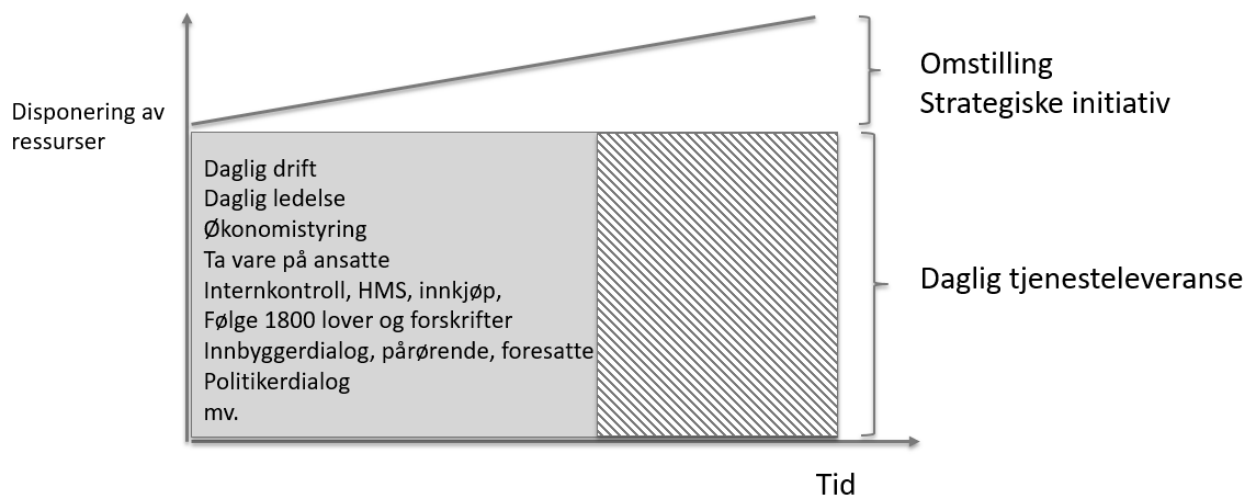 Disponering av
ressurser
Daglig drift
Daglig ledelse
Økonomistyring
Ta vare på ansatte
Internkontroll, HMS, innkjøp,
Følge 1800 lover og forskrifter
Innbyggerdialog, pårørende, foresatte
Politikerdialog
mv.
Omstilling
Strategiske initiativ
Daglig tjenesteleveranse
Tid